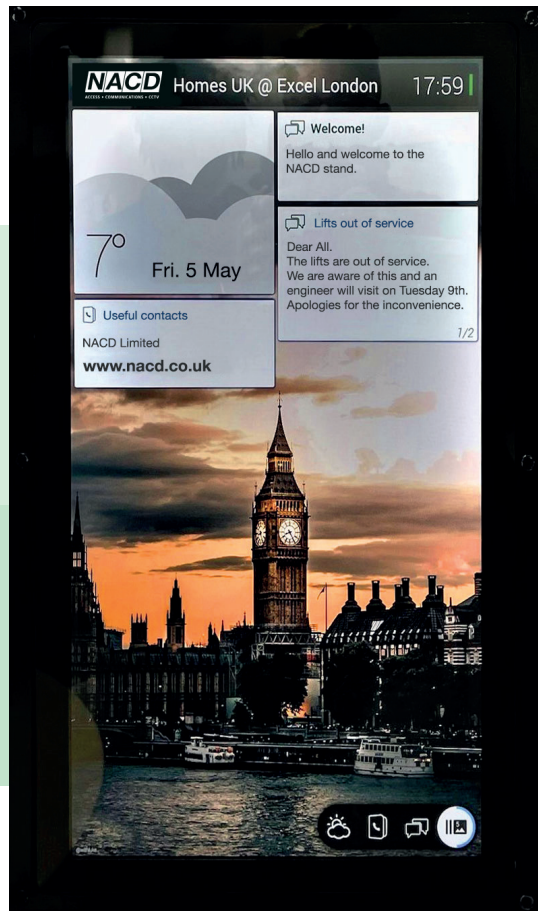 NACD
ACCESS • COMMUNICATIONS • CCTV
Homes UK @ Excel London
17:59
7°
Fri. 5 May
Useful contacts
NACD Limited
www.nacd.co.uk
Welcome!
Hello and welcome to the
NACD stand.
Lifts out of service
Dear All.
The lifts are out of service.
We are aware of this and an
engineer will visit on Tuesday 9th.
Apologies for the inconvenience.
1/2